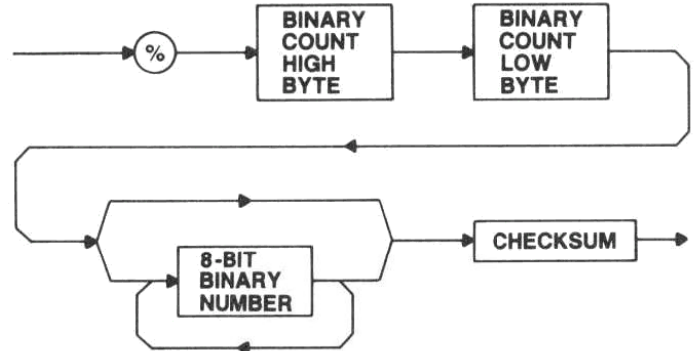 %
BINARY
COUNT
HIGH
BYTE
BINARY
COUNT
LOW
BYTE
8-BIT
BINARY
NUMBER
CHECKSUM